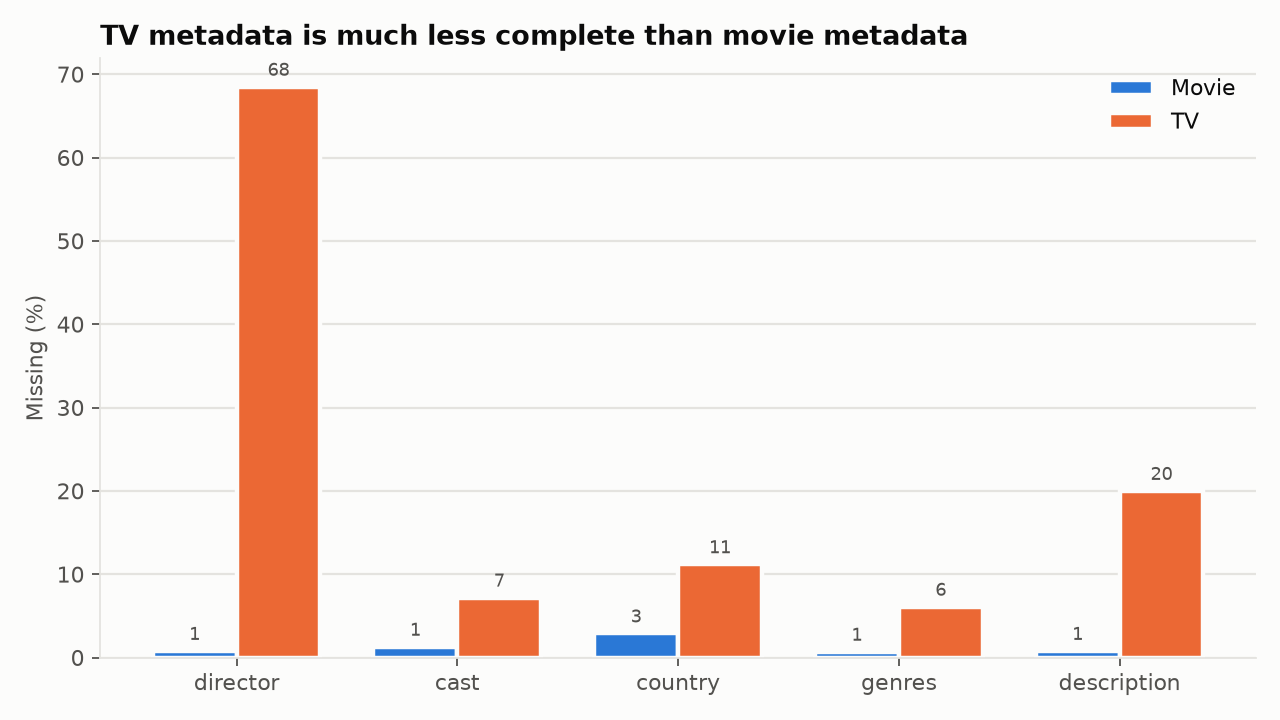 TV metadata is much less complete than movie metadata
Movie
TV
Missing (%)
70
60
50
40
30
20
10
0
1
68
1
7
3
11
1
6
1
20
director
cast
country
genres
description